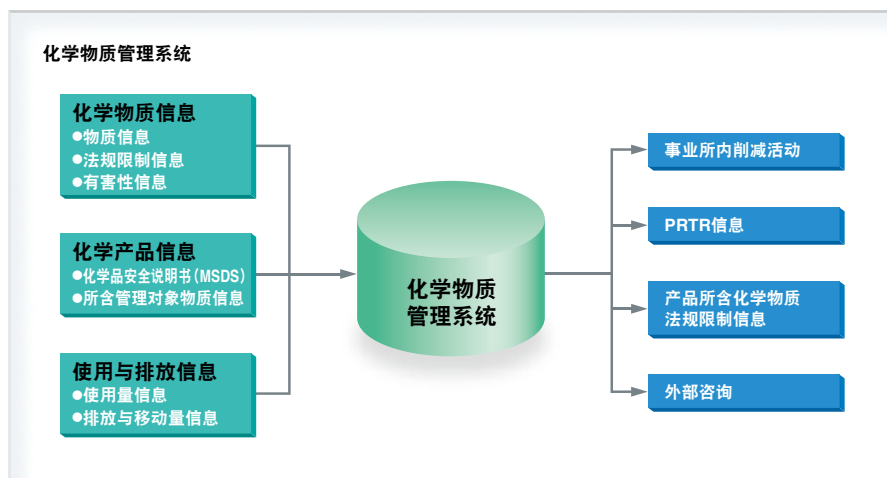 化学物质管理系统
化学物质信息
●物质信息
●法规限制信息
●有害性信息
化学产品信息
●化学品安全说明书(MSDS)
●所含管理对象物质信息
使用与排放信息
●使用量信息
●排放与移动量信息
化学物质
管理系统
事业所内削减活动
PRTR信息
产品所含化学物质
法规限制信息
外部咨询